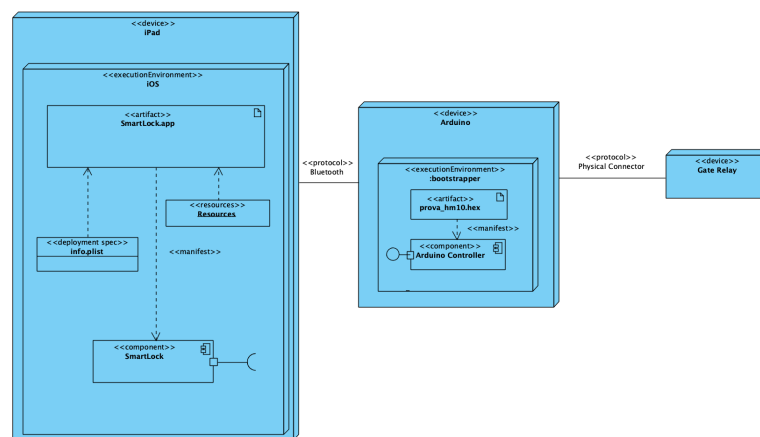 <<device>>
iPad
<<executionEnvironment>>
iOS
<<artifact>>
SmartLock.app
<<resources>>
Resources
<<deployment spec>>
info.plist
<<manifest>>
<<component>>
SmartLock
<<protocol>>
Bluetooth
<<device>>
Arduino
<<executionEnvironment>>
:bootstrapper
<<artifact>>
prova_hm10.hex
<<manifest>>
<<component>>
Arduino Controller
<<protocol>>
Physical Connector
<<device>>
Gate Relay